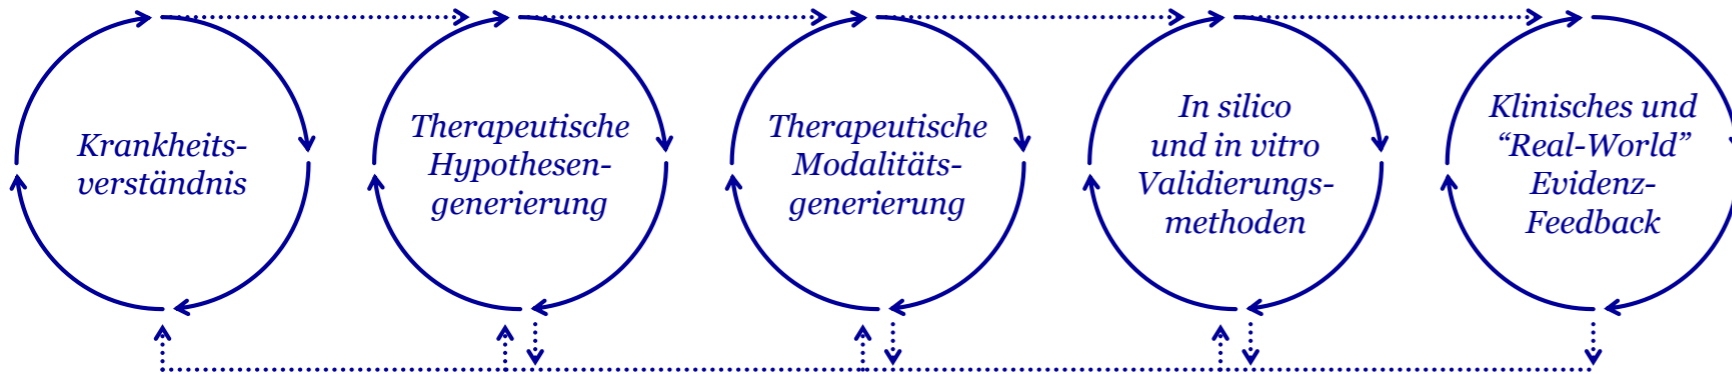 Krankheits-
verständnis
Therapeutische
Hypothesen-
generierung
Therapeutische
Modalitäts-
generierung
In silico
und in vitro
Validierungs-
methoden
Klinisches und
“Real-World”
Evidenz-
Feedback